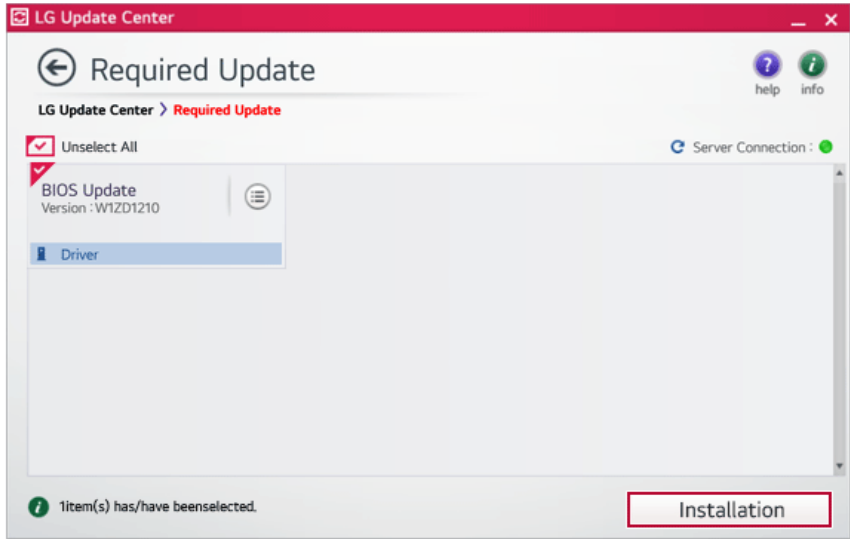 LG Update Center
Required Update
help
info
LG Update Center > Required Update
Unselect All
Server Connection :
BIOS Update
Version : W1ZD1210
Driver
1item(s) has/have beenselected.
Installation